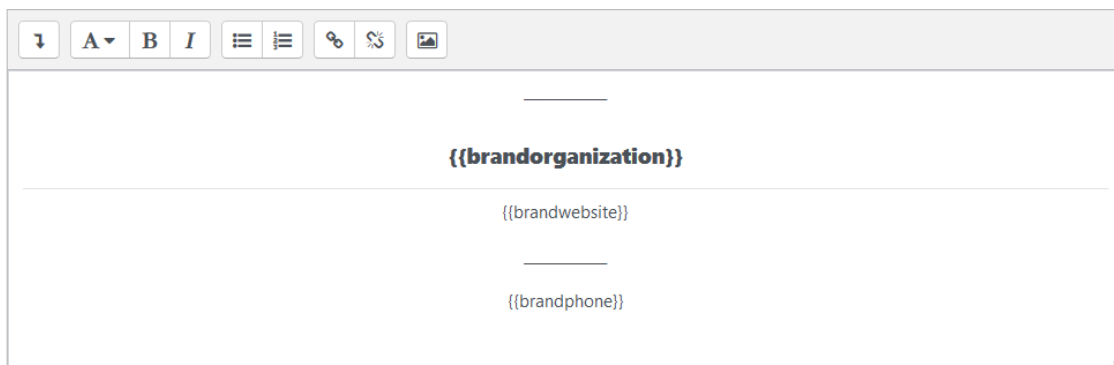 A
B
I
{{brandorganization}}
{{brandwebsite}}
{{brandphone}}